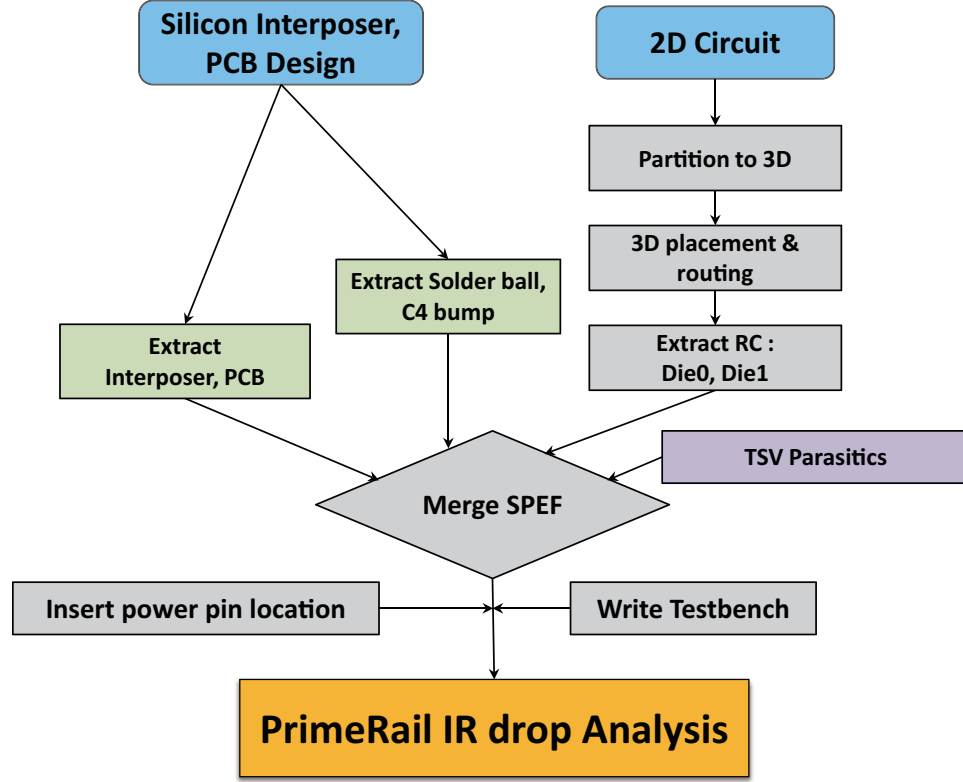 Silicon Interposer,
PCB Design
2D Circuit
Partition to 3D
3D placement &
routing
Extract Solder ball,
C4 bump
Extract
Interposer, PCB
Extract RC :
Die0, Die1
TSV Parasitics
Merge SPEF
Insert power pin location
Write Testbench
PrimeRail IR drop Analysis